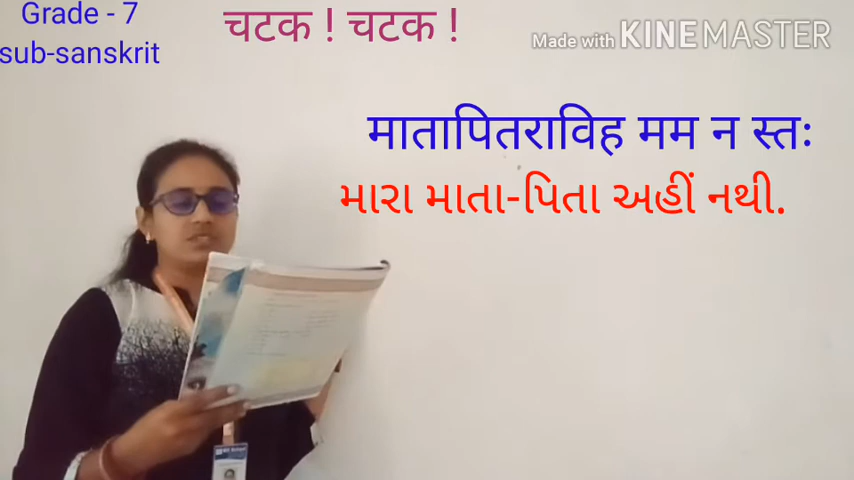 Grade - 7
sub-sanskrit
चटक ! चटक !
Made with KINEMASTER
मातापितराविह मम न स्तः
મારા માતા-પિતા અહીં નથી.